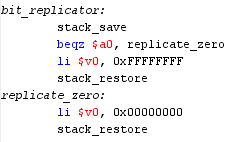 bit_replicator:
stack_save
beqz $a0, replicate_zero
li $v0, 0xFFFFFFFF
stack_restore
replicate_zero:
li $v0, 0x00000000
stack_restore